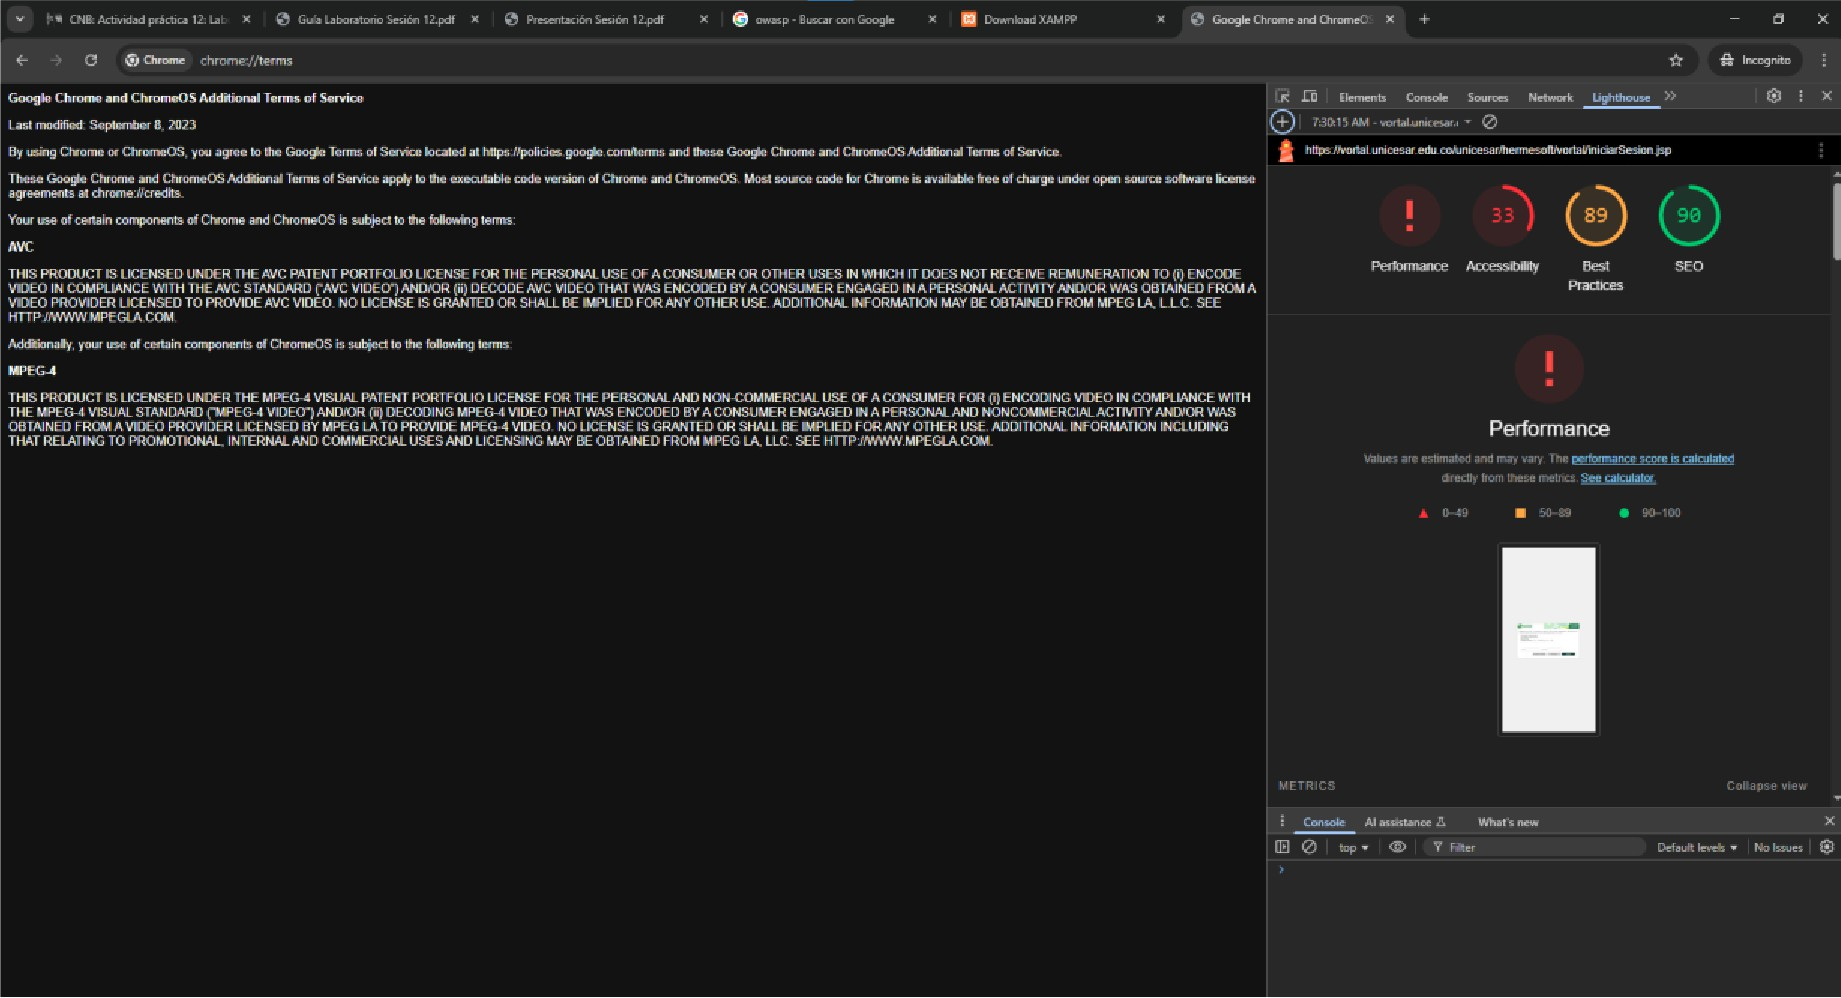 CNB: Actividad práctica 12: Lab
Guía Laboratorio Sesión 12.pdf
Presentación Sesión 12.pdf
owasp - Buscar con Google
Download XAMPP
Google Chrome and ChromeOS
Chrome
chrome://terms
Incognito
Google Chrome and ChromeOS Additional Terms of Service
Last modified: September 8, 2023
By using Chrome or ChromeOS, you agree to the Google Terms of Service located at https://policies.google.com/terms and these Google Chrome and ChromeOS Additional Terms of Service.
These Google Chrome and ChromeOS Additional Terms of Service apply to the executable code version of Chrome and ChromeOS. Most source code for Chrome is available free of charge under open source software license
agreements at chrome://credits.
Your use of certain components of Chrome and ChromeOS is subject to the following terms:
AVC
THIS PRODUCT IS LICENSED UNDER THE AVC PATENT PORTFOLIO LICENSE FOR THE PERSONAL USE OF A CONSUMER OR OTHER USES IN WHICH IT DOES NOT RECEIVE REMUNERATION TO (i) ENCODE
VIDEO IN COMPLIANCE WITH THE AVC STANDARD ("AVC VIDEO") AND/OR (ii) DECODE AVC VIDEO THAT WAS ENCODED BY A CONSUMER ENGAGED IN A PERSONAL ACTIVITY AND/OR WAS OBTAINED FROM A
VIDEO PROVIDER LICENSED TO PROVIDE AVC VIDEO. NO LICENSE IS GRANTED OR SHALL BE IMPLIED FOR ANY OTHER USE. ADDITIONAL INFORMATION MAY BE OBTAINED FROM MPEG LA, L.L.C. SEE
HTTP://WWW.MPEGLA.COM.
Additionally, your use of certain components of ChromeOS is subject to the following terms:
MPEG-4
THIS PRODUCT IS LICENSED UNDER THE MPEG-4 VISUAL PATENT PORTFOLIO LICENSE FOR THE PERSONAL AND NON-COMMERCIAL USE OF A CONSUMER FOR (i) ENCODING VIDEO IN COMPLIANCE WITH
THE MPEG-4 VISUAL STANDARD ("MPEG-4 VIDEO") AND/OR (ii) DECODING MPEG-4 VIDEO THAT WAS ENCODED BY A CONSUMER ENGAGED IN A PERSONAL AND NONCOMMERCIAL ACTIVITY AND/OR WAS
OBTAINED FROM A VIDEO PROVIDER LICENSED BY MPEG LA TO PROVIDE MPEG-4 VIDEO. NO LICENSE IS GRANTED OR SHALL BE IMPLIED FOR ANY OTHER USE. ADDITIONAL INFORMATION INCLUDING
THAT RELATING TO PROMOTIONAL, INTERNAL AND COMMERCIAL USES AND LICENSING MAY BE OBTAINED FROM MPEG LA, LLC. SEE HTTP://WWW.MPEGLA.COM.
Elements Console Sources Network Lighthouse
7:30:15 AM - vortal.unicesar.
https://vortal.unicesar.edu.co/unicesar/hermesoft/vortal/iniciarSesion.jsp
! 33 89 90
Performance Accessibility Best Practices SEO
!
Performance
Values are estimated and may vary. The performance score is calculated
directly from these metrics. See calculator.
0–49 50–89 90–100
METRICS Collapse view
Console AI assistance What's new
top Filter Default levels No Issues